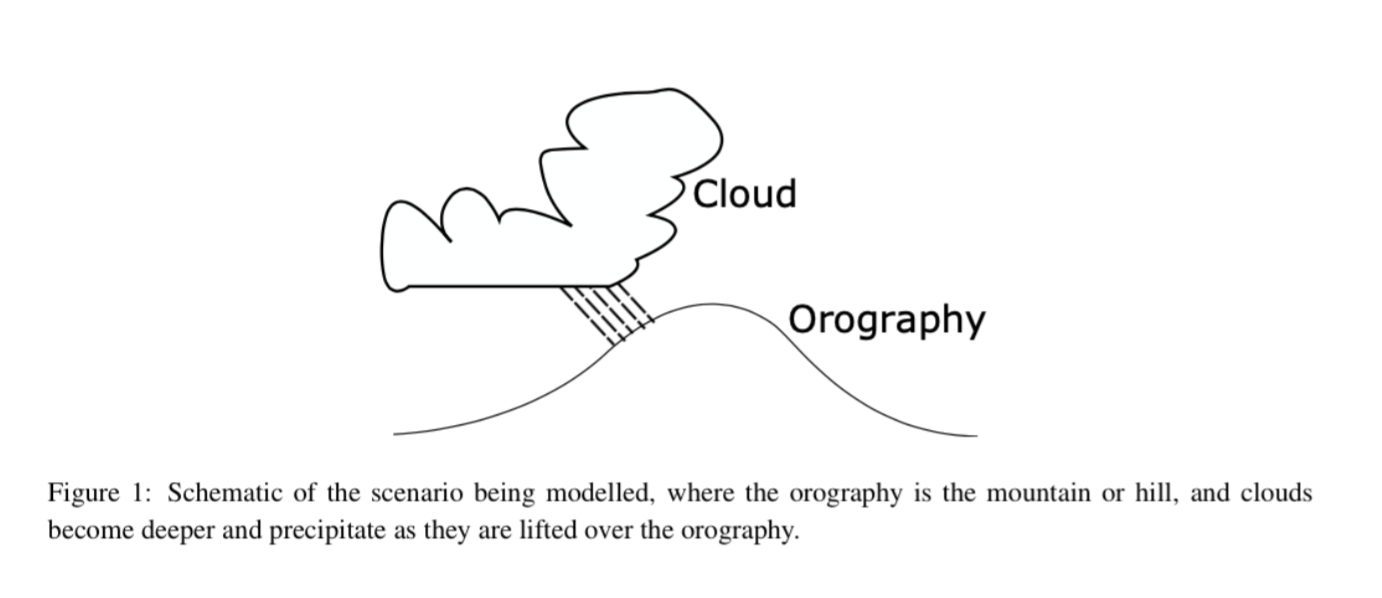 Cloud
Orography
Figure 1: Schematic of the scenario being modelled, where the orography is the mountain or hill, and clouds
become deeper and precipitate as they are lifted over the orography.